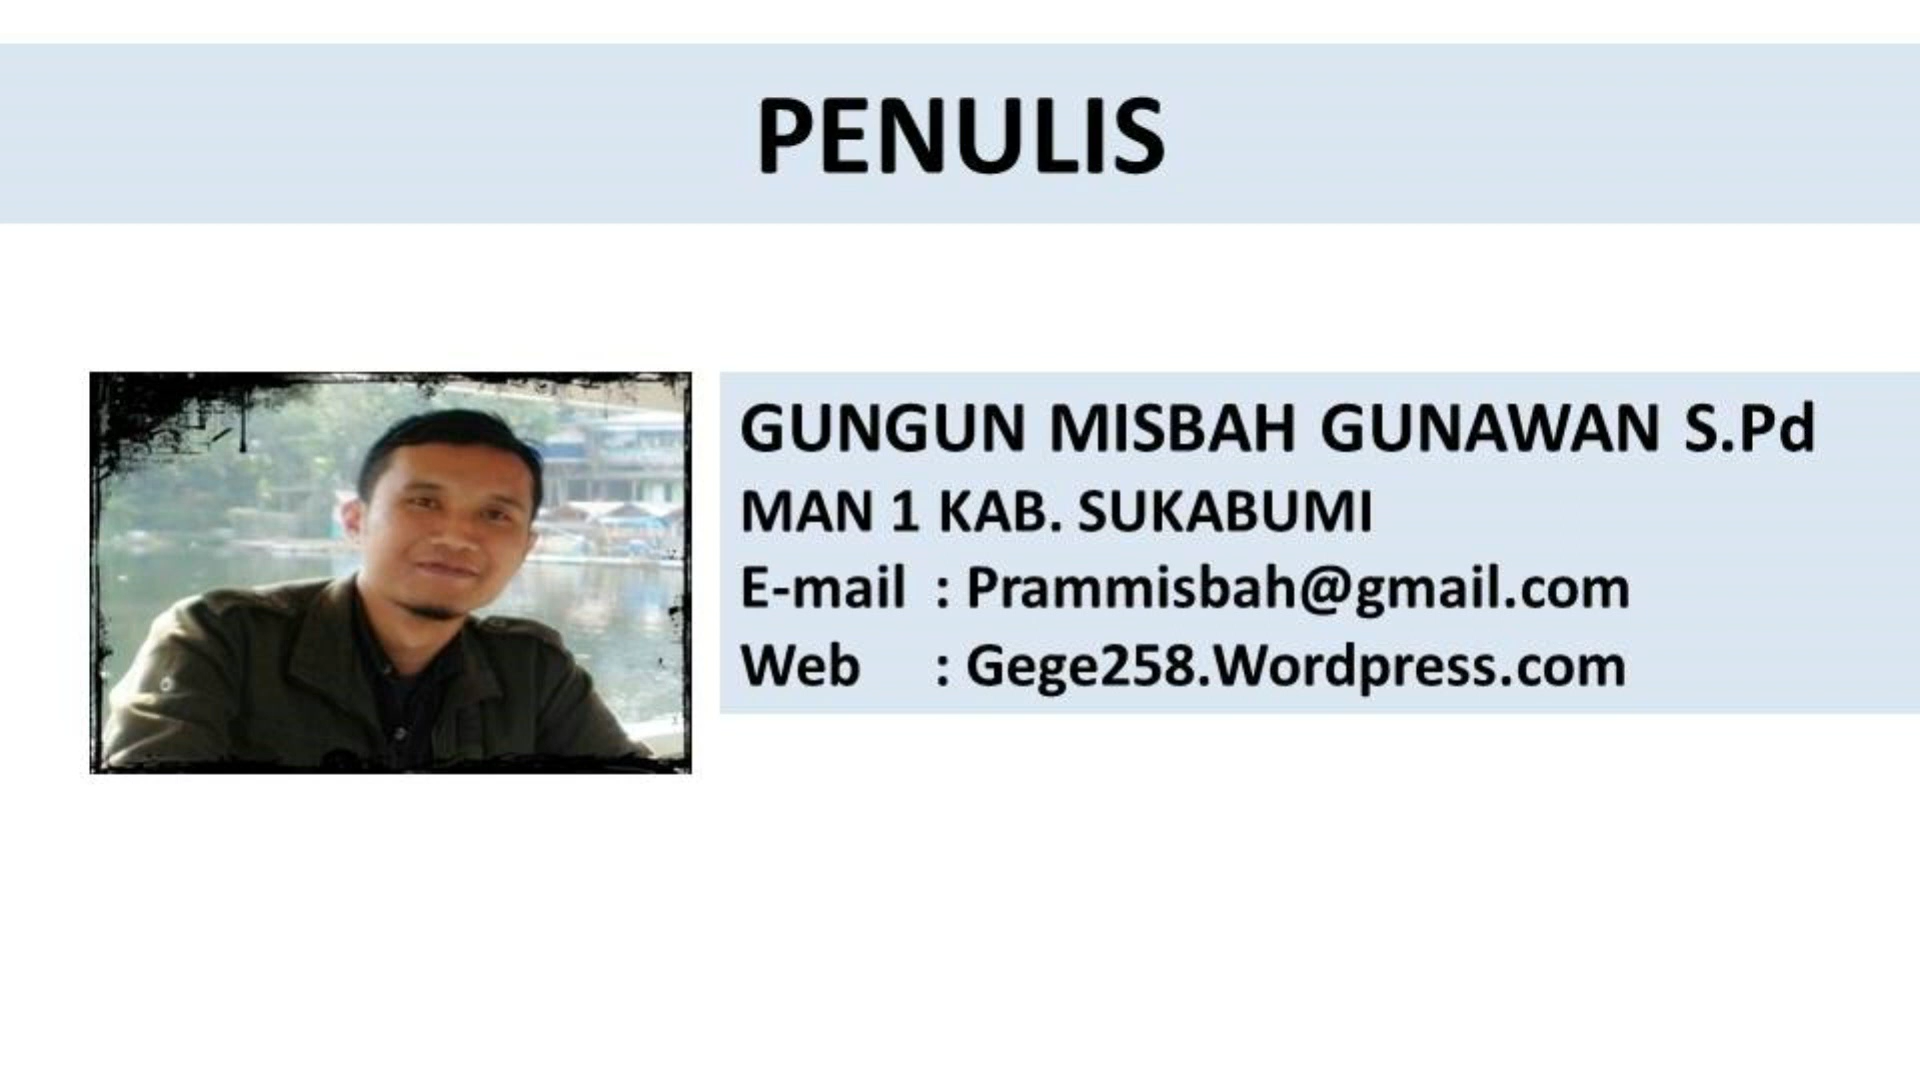 PENULIS
GUNGUN MISBAH GUNAWAN S.Pd
MAN 1 KAB. SUKABUMI
E-mail : Prammisbah@gmail.com
Web : Gege258.Wordpress.com